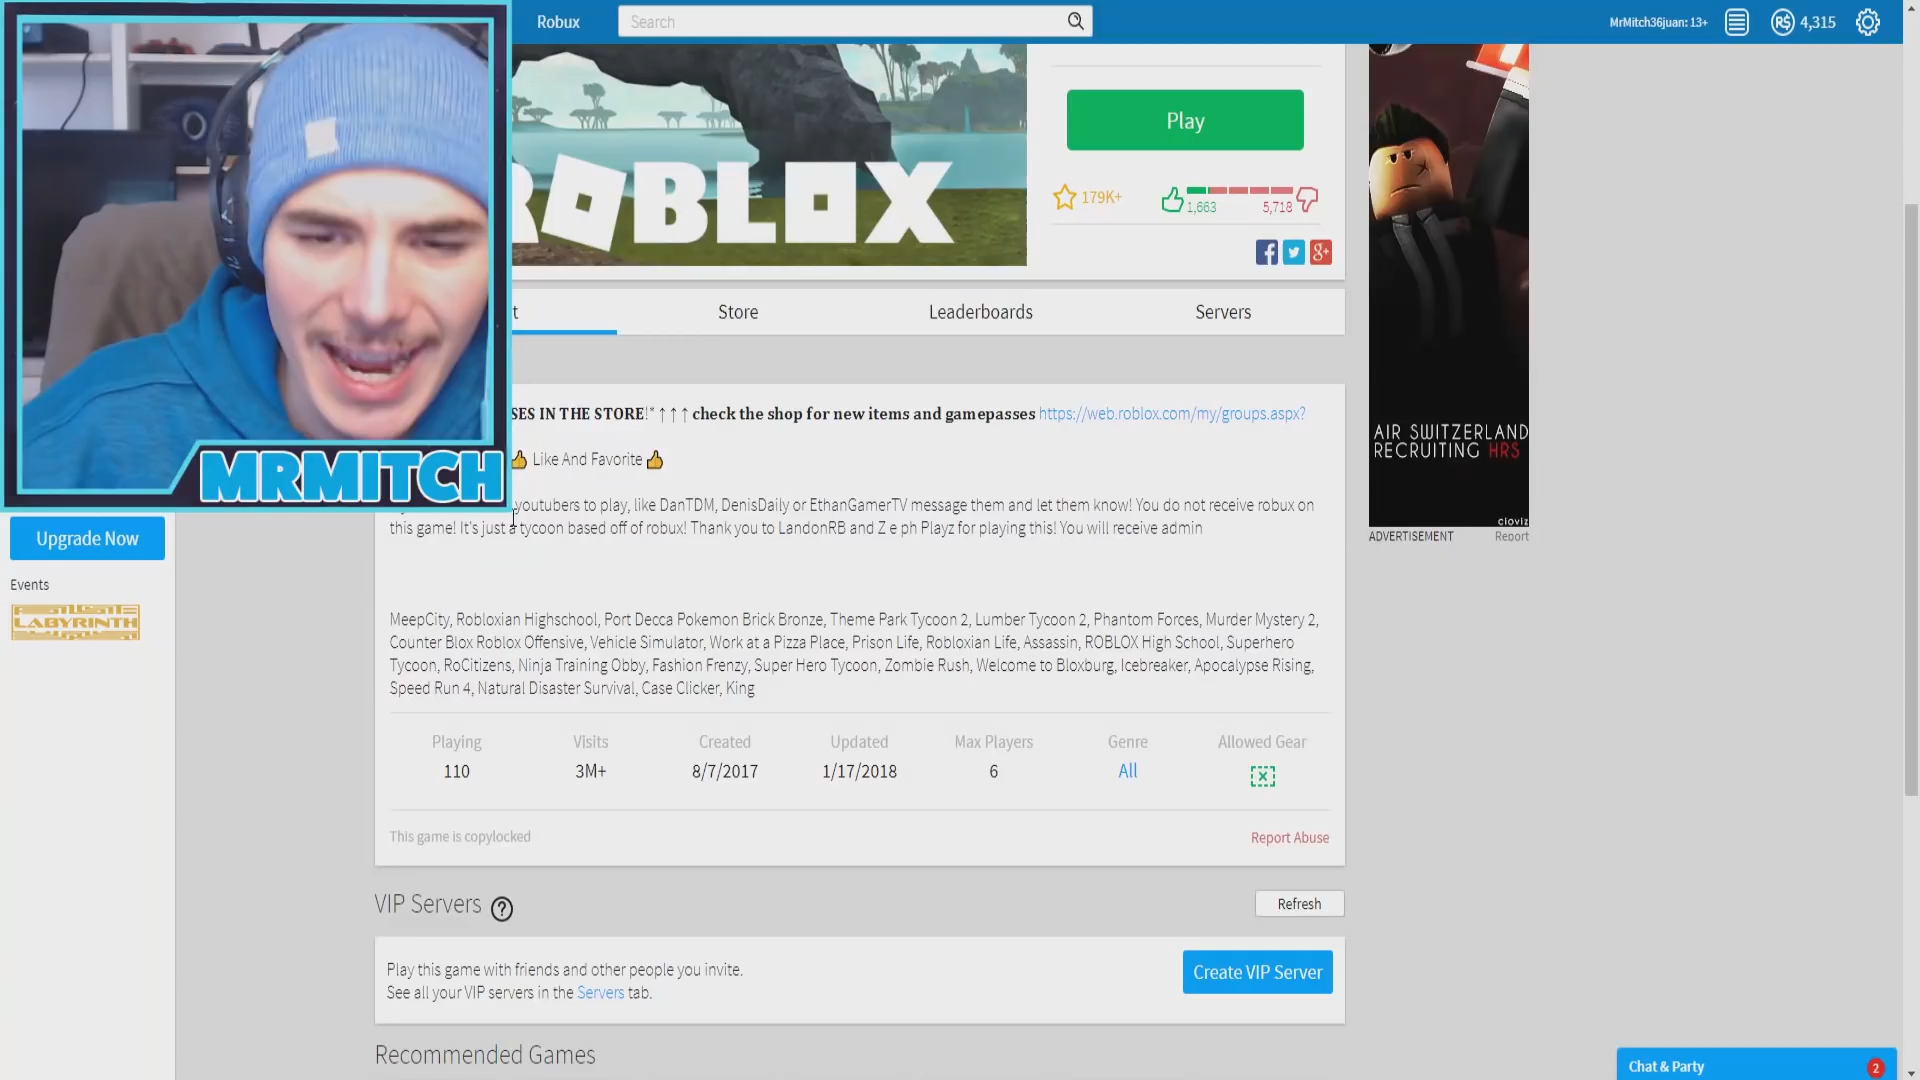 Robux
Search
MrMitch36juan: 13+
4,315
ROBLOX
Play
179K+
1,663
5,718
g+
t
Store
Leaderboards
Servers
SES IN THE STORE!* ↑ ↑ ↑ check the shop for new items and gamepasses https://web.roblox.com/my/groups.aspx?
👍 Like And Favorite 👍
youtubers to play, like DanTDM, DenisDaily or EthanGamerTV message them and let them know! You do not receive robux on
this game! It's just a tycoon based off of robux! Thank you to LandonRB and Z e ph Playz for playing this! You will receive admin
MeepCity, Robloxian Highschool, Port Decca Pokemon Brick Bronze, Theme Park Tycoon 2, Lumber Tycoon 2, Phantom Forces, Murder Mystery 2,
Counter Blox Roblox Offensive, Vehicle Simulator, Work at a Pizza Place, Prison Life, Robloxian Life, Assassin, ROBLOX High School, Superhero
Tycoon, RoCitizens, Ninja Training Obby, Fashion Frenzy, Super Hero Tycoon, Zombie Rush, Welcome to Bloxburg, Icebreaker, Apocalypse Rising,
Speed Run 4, Natural Disaster Survival, Case Clicker, King
Playing Visits Created Updated Max Players Genre Allowed Gear
110 3M+ 8/7/2017 1/17/2018 6 All
This game is copylocked
Report Abuse
VIP Servers ?
Refresh
Play this game with friends and other people you invite.
See all your VIP servers in the Servers tab.
Create VIP Server
Recommended Games
MRMITCH
Upgrade Now
Events
LABYRINTH
AIR SWITZERLAND
RECRUITING HRS
cioviz
ADVERTISEMENT
Report
Chat & Party
2